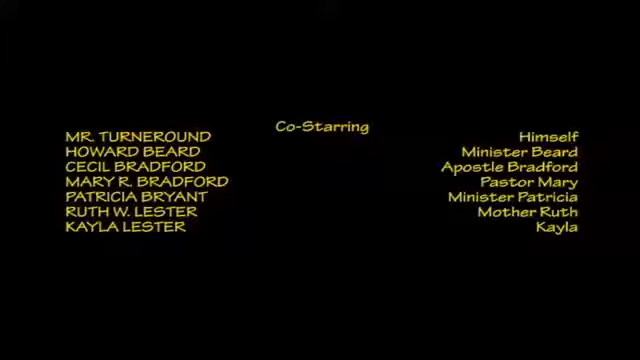 Co-Starring
MR. TURNEROUND Himself
HOWARD BEARD Minister Beard
CECIL BRADFORD Apostle Bradford
MARY R. BRADFORD Pastor Mary
PATRICIA BRYANT Minister Patricia
RUTH W. LESTER Mother Ruth
KAYLA LESTER Kayla